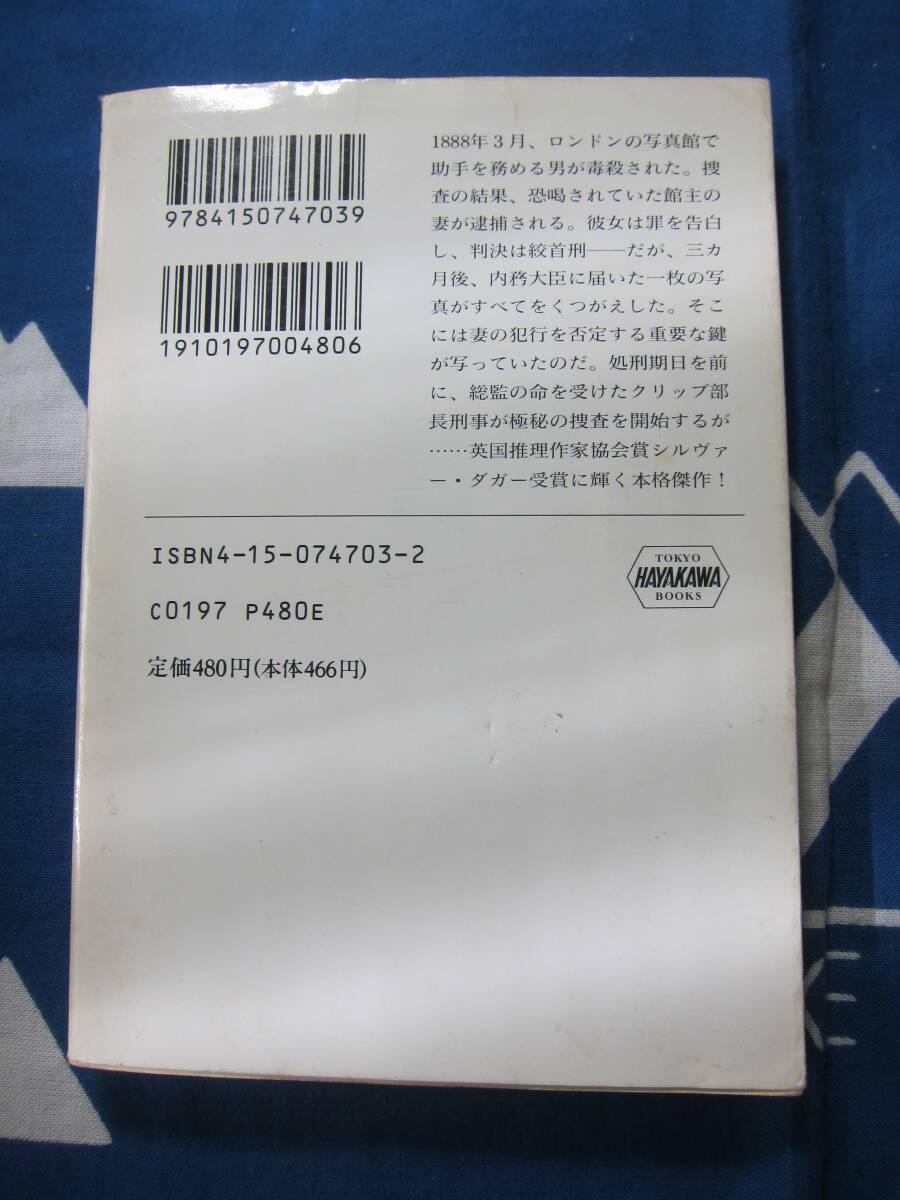 9784150747039
1910197004806
1888年3月、ロンドンの写真館で
助手を務める男が毒殺された。捜
査の結果、恐喝されていた館主の
妻が逮捕される。彼女は罪を告白
し、判決は絞首刑――だが、三カ
月後、内務大臣に届いた一枚の写
真がすべてをくつがえした。そこ
には妻の犯行を否定する重要な鍵
が写っていたのだ。処刑期日を前
に、総監の命を受けたクリッブ部
長刑事が極秘の捜査を開始するが
……英国推理作家協会賞シルヴァ
ー・ダガー受賞に輝く本格傑作！
ISBN4-15-074703-2
C0197 P480E
定価480円(本体466円)
TOKYO
HAYAKAWA
BOOKS